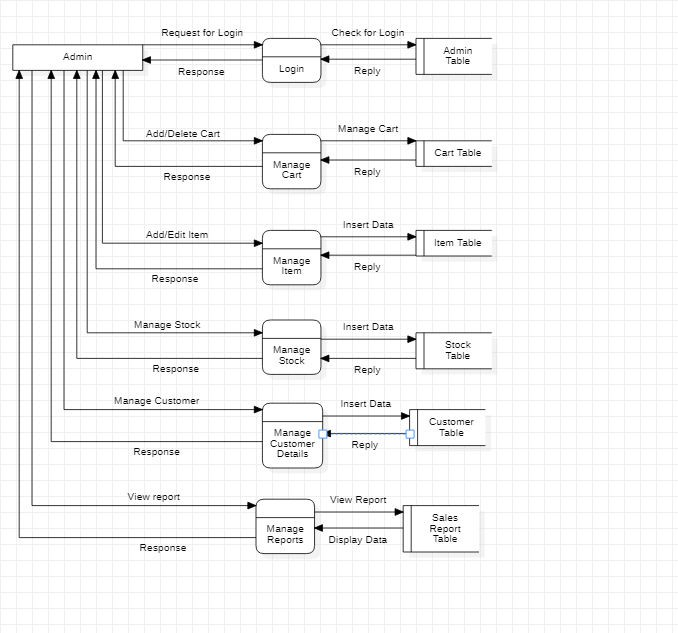 Request for Login
Check for Login
Admin
Login
Admin
Table
Response
Reply
Add/Delete Cart
Manage Cart
Manage
Cart
Cart Table
Response
Reply
Add/Edit Item
Insert Data
Manage
Item
Item Table
Response
Reply
Manage Stock
Insert Data
Manage
Stock
Stock
Table
Response
Reply
Manage Customer
Insert Data
Manage
Customer
Details
Customer
Table
Response
Reply
View report
View Report
Manage
Reports
Sales
Report
Table
Response
Display Data